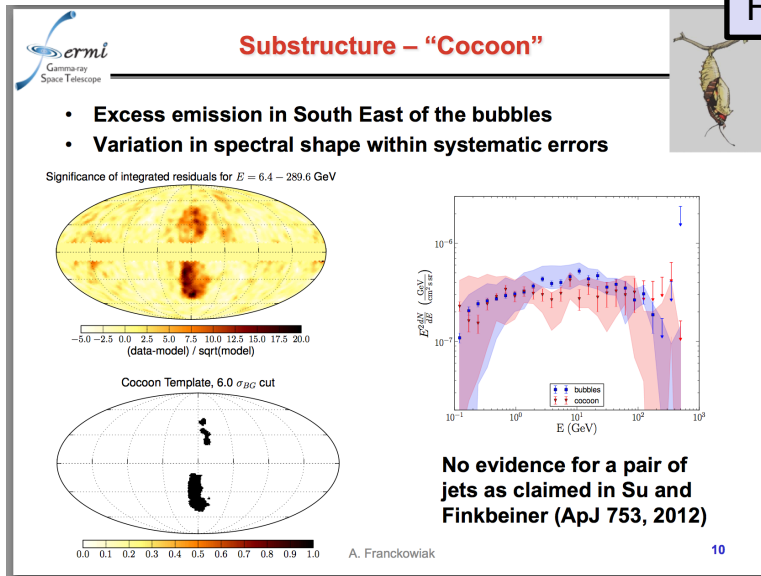 Sermi
Gamma-ray
Space Telescope
Substructure – “Cocoon”
• Excess emission in South East of the bubbles
• Variation in spectral shape within systematic errors
Significance of integrated residuals for E = 6.4 − 289.6 GeV
−5.0 −2.5 0.0 2.5 5.0 7.5 10.0 12.5 15.0 17.5 20.0
(data-model) / sqrt(model)
Cocoon Template, 6.0 σ_BG cut
0.0 0.1 0.2 0.3 0.4 0.5 0.6 0.7 0.8 0.9 1.0
E² dN/dE (GeV / cm² s sr)
10⁻⁶
10⁻⁷
bubbles
cocoon
10⁻¹ 10⁰ 10¹ 10² 10³
E (GeV)
No evidence for a pair of
jets as claimed in Su and
Finkbeiner (ApJ 753, 2012)
A. Franckowiak
10